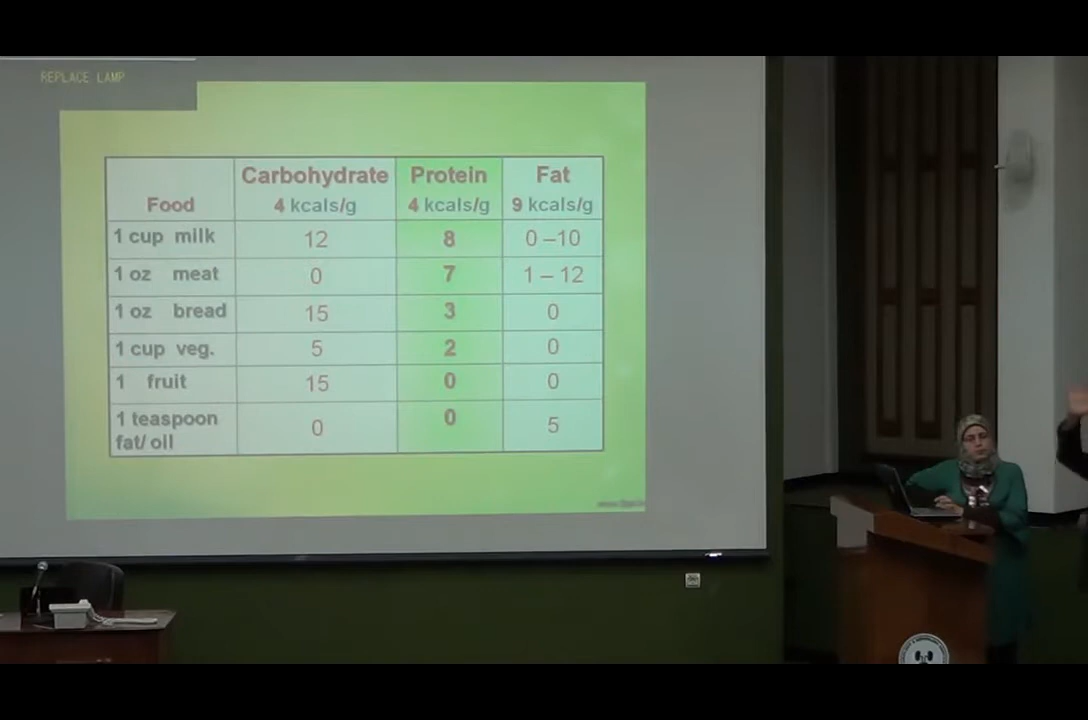 REPLACE LAMP
Carbohydrate Protein Fat
Food 4 kcals/g 4 kcals/g 9 kcals/g
1 cup milk 12 8 0 –10
1 oz meat 0 7 1 – 12
1 oz bread 15 3 0
1 cup veg. 5 2 0
1 fruit 15 0 0
1 teaspoon
fat/ oil 0 0 5